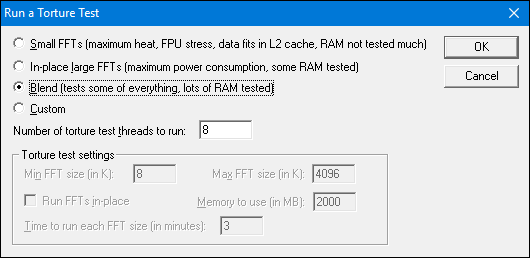 Run a Torture Test
Small FFTs (maximum heat, FPU stress, data fits in L2 cache, RAM not tested much)
OK
In-place large FFTs (maximum power consumption, some RAM tested)
Cancel
Blend (tests some of everything, lots of RAM tested)
Custom
Number of torture test threads to run: 8
Torture test settings
Min FFT size (in K): 8 Max FFT size (in K): 4096
Run FFTs in-place Memory to use (in MB): 2000
Time to run each FFT size (in minutes): 3